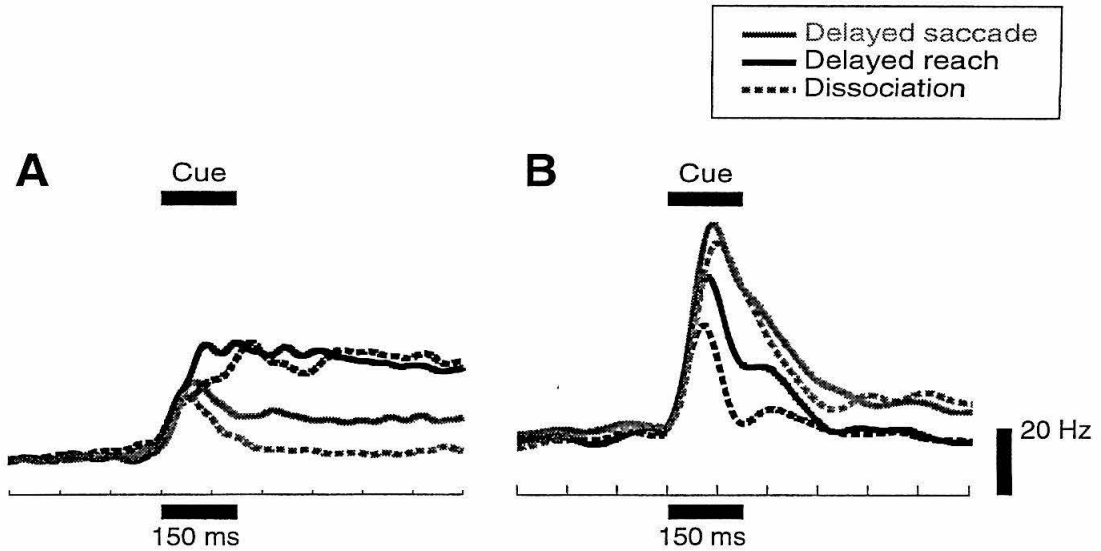 Delayed saccade
Delayed reach
Dissociation
A
Cue
B
Cue
20 Hz
150 ms
150 ms